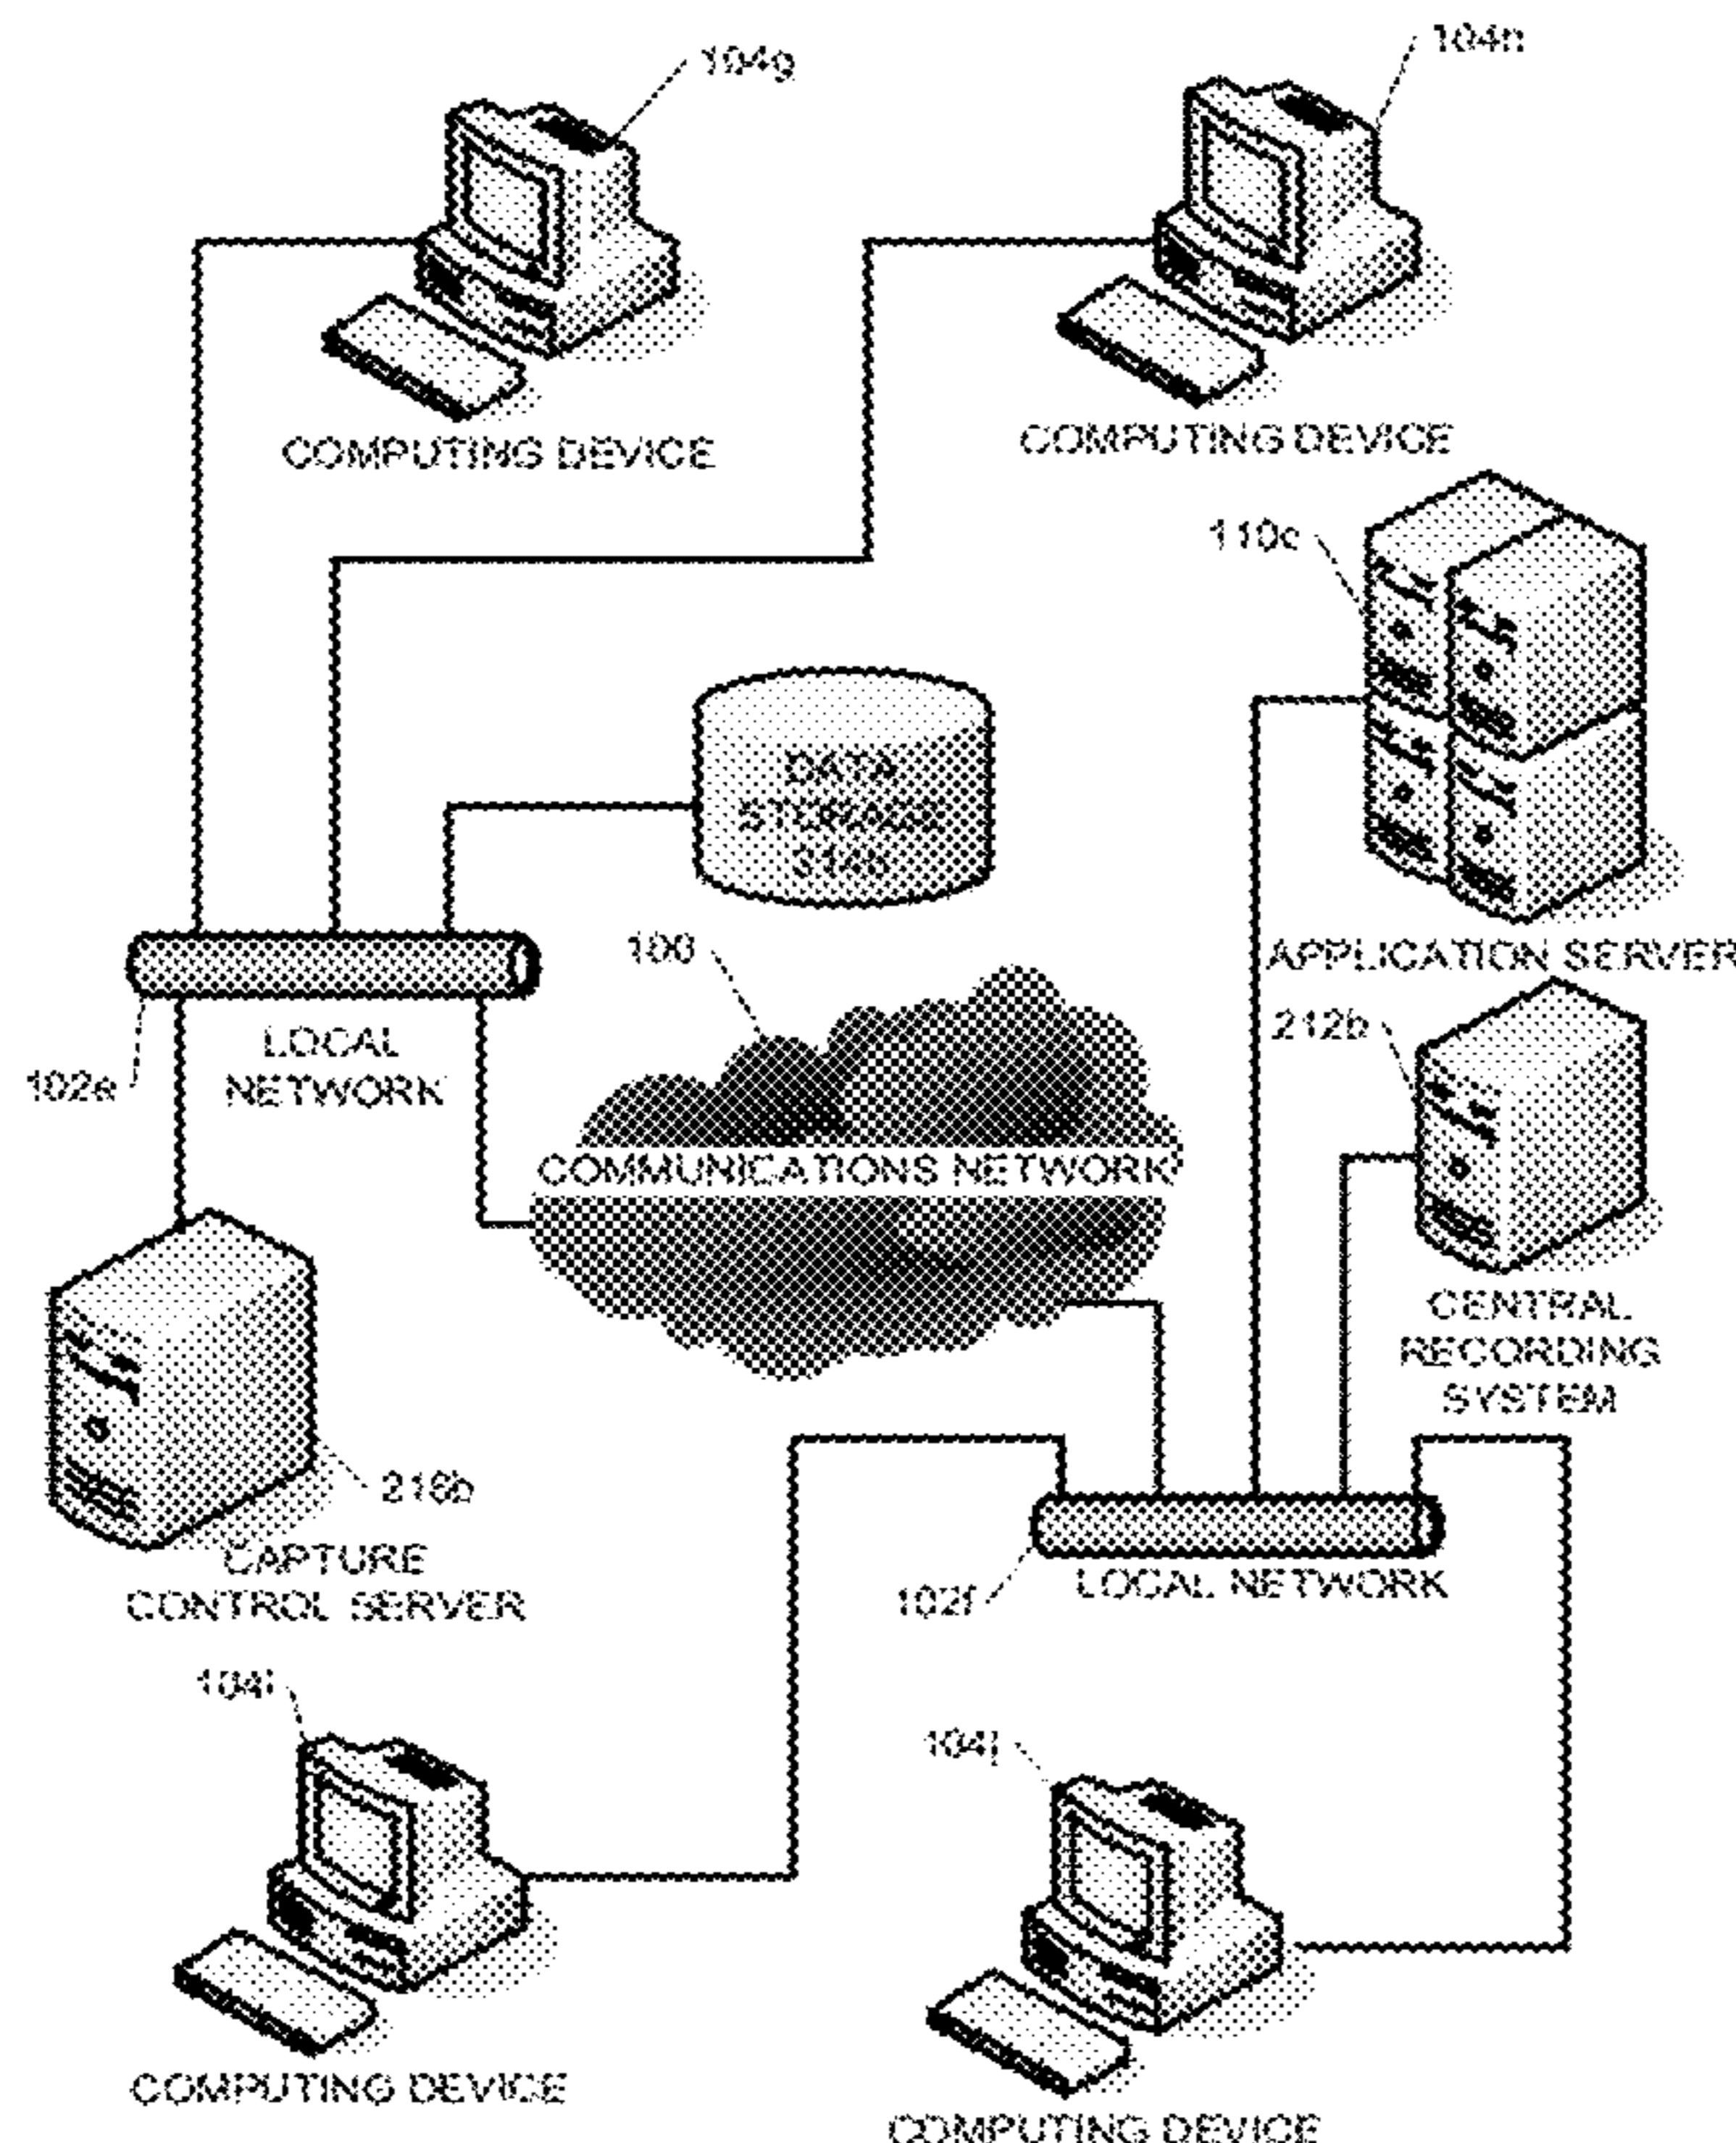 104g
104h
COMPUTING DEVICE
COMPUTING DEVICE
110c
DATA
STORAGE
APPLICATION SERVER
100
212b
LOCAL
NETWORK
102e
COMMUNICATIONS NETWORK
CENTRAL
RECORDING
SYSTEM
216b
CAPTURE
CONTROL SERVER
102f
LOCAL NETWORK
104i
104j
COMPUTING DEVICE
COMPUTING DEVICE